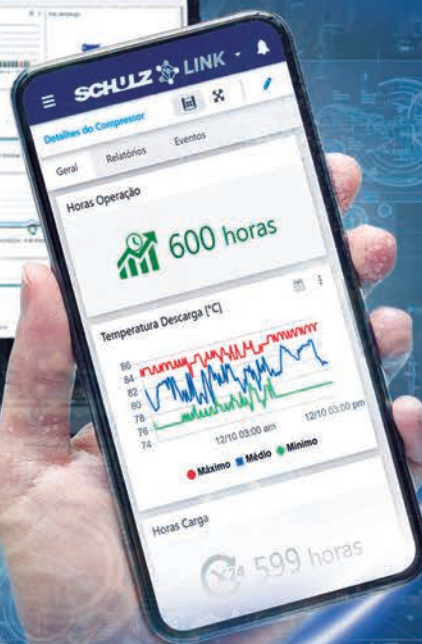 SCHULZ LINK
Detalhes do Compressor
Geral Relatórios Eventos
Horas Operação
600 horas
Temperatura Descarga [°C]
86
84
82
80
78
76
74
12/10 03:00 am 12/10 03:00 pm
Máximo Médio Mínimo
Horas Carga
599 horas